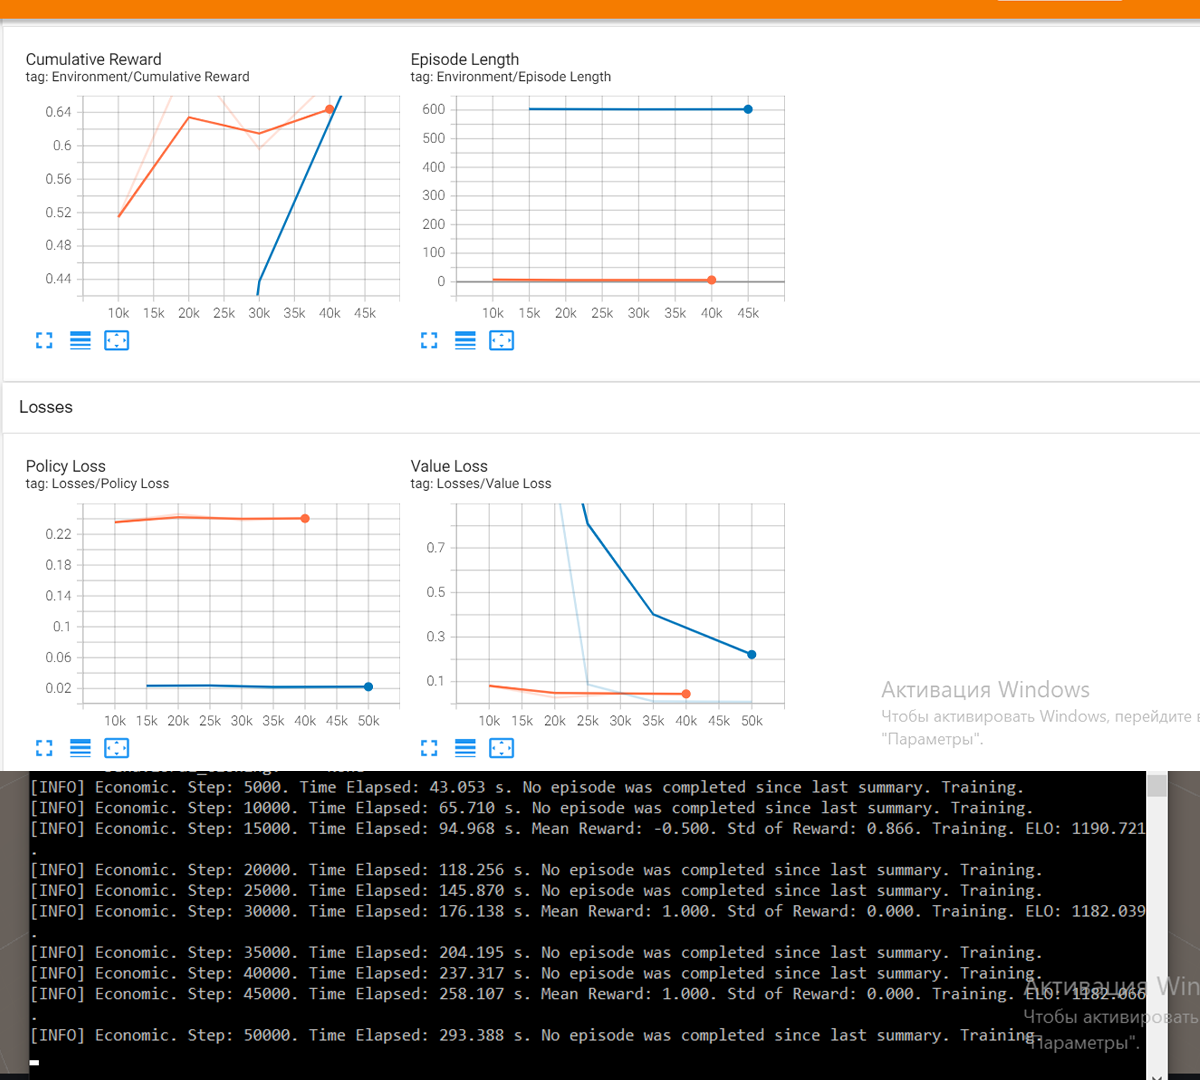 Cumulative Reward
tag: Environment/Cumulative Reward
0.64
0.6
0.56
0.52
0.48
0.44
10k 15k 20k 25k 30k 35k 40k 45k
Episode Length
tag: Environment/Episode Length
600
500
400
300
200
100
0
10k 15k 20k 25k 30k 35k 40k 45k
Losses
Policy Loss
tag: Losses/Policy Loss
0.22
0.18
0.14
0.1
0.06
0.02
10k 15k 20k 25k 30k 35k 40k 45k 50k
Value Loss
tag: Losses/Value Loss
0.7
0.5
0.3
0.1
10k 15k 20k 25k 30k 35k 40k 45k 50k
Активация Windows
Чтобы активировать Windows, перейдите в
"Параметры".
[INFO] Economic. Step: 5000. Time Elapsed: 43.053 s. No episode was completed since last summary. Training.
[INFO] Economic. Step: 10000. Time Elapsed: 65.710 s. No episode was completed since last summary. Training.
[INFO] Economic. Step: 15000. Time Elapsed: 94.968 s. Mean Reward: -0.500. Std of Reward: 0.866. Training. ELO: 1190.721
.
[INFO] Economic. Step: 20000. Time Elapsed: 118.256 s. No episode was completed since last summary. Training.
[INFO] Economic. Step: 25000. Time Elapsed: 145.870 s. No episode was completed since last summary. Training.
[INFO] Economic. Step: 30000. Time Elapsed: 176.138 s. Mean Reward: 1.000. Std of Reward: 0.000. Training. ELO: 1182.039
.
[INFO] Economic. Step: 35000. Time Elapsed: 204.195 s. No episode was completed since last summary. Training.
[INFO] Economic. Step: 40000. Time Elapsed: 237.317 s. No episode was completed since last summary. Training.
[INFO] Economic. Step: 45000. Time Elapsed: 258.107 s. Mean Reward: 1.000. Std of Reward: 0.000. Training. ELO: 1182.066
.
[INFO] Economic. Step: 50000. Time Elapsed: 293.388 s. No episode was completed since last summary. Training.
Активация Win
Чтобы активировать
"Параметры".